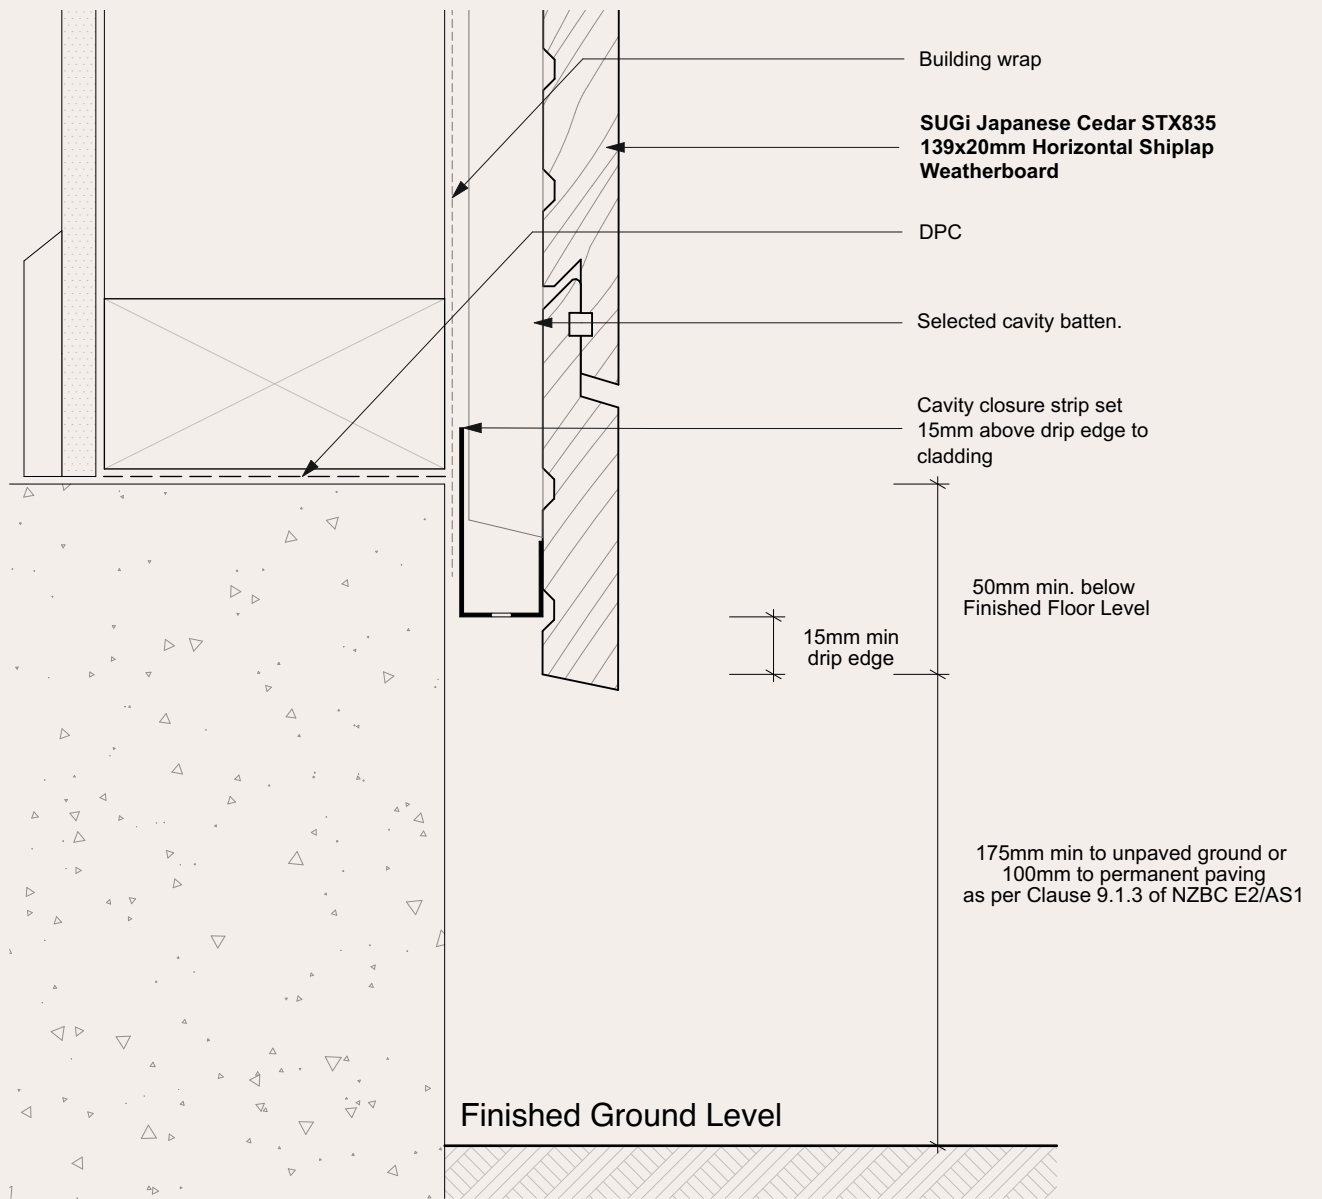 Building wrap
SUGi Japanese Cedar STX835
139x20mm Horizontal Shiplap
Weatherboard
DPC
Selected cavity batten.
Cavity closure strip set
15mm above drip edge to
cladding
50mm min. below
Finished Floor Level
15mm min
drip edge
175mm min to unpaved ground or
100mm to permanent paving
as per Clause 9.1.3 of NZBC E2/AS1
Finished Ground Level